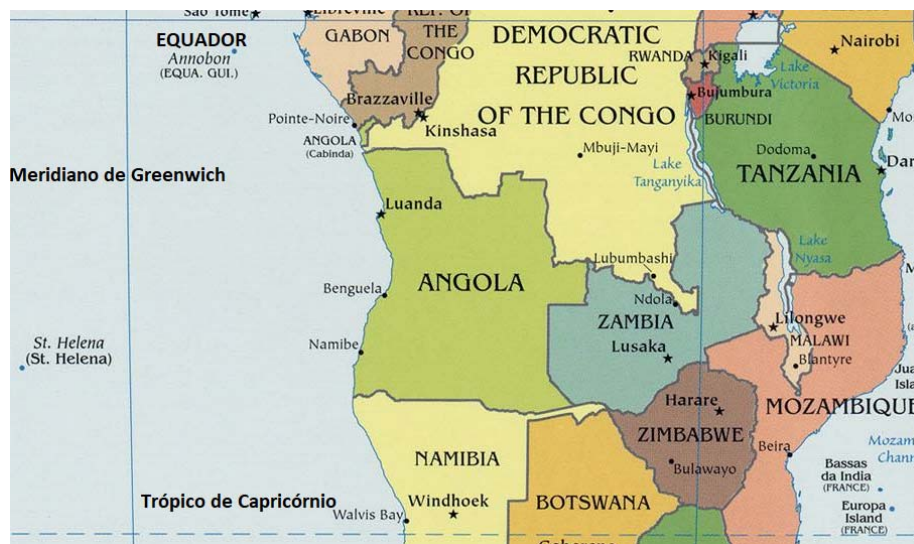 Sao Tome
Libreville
REP. OF
THE
CONGO
GABON
EQUADOR
Annobon
(EQUA. GUI.)
DEMOCRATIC
REPUBLIC
OF THE CONGO
RWANDA
Kigali
Nairobi
Lake
Victoria
Brazzaville
Bujumbura
Pointe-Noire
Kinshasa
BURUNDI
ANGOLA
(Cabinda)
Mbuji-Mayi
Dodoma
Lake
Tanganyika
TANZANIA
Meridiano de Greenwich
Luanda
Lake
Nyasa
Lubumbashi
ANGOLA
Benguela
Ndola
ZAMBIA
Lilongwe
St. Helena
(St. Helena)
Namibe
Lusaka
MALAWI
Blantyre
Harare
MOZAMBIQUE
ZIMBABWE
Beira
NAMIBIA
Bulawayo
Bassas
da India
(FRANCE)
Trópico de Capricórnio
Windhoek
BOTSWANA
Walvis Bay
Europa
Island
(FRANCE)